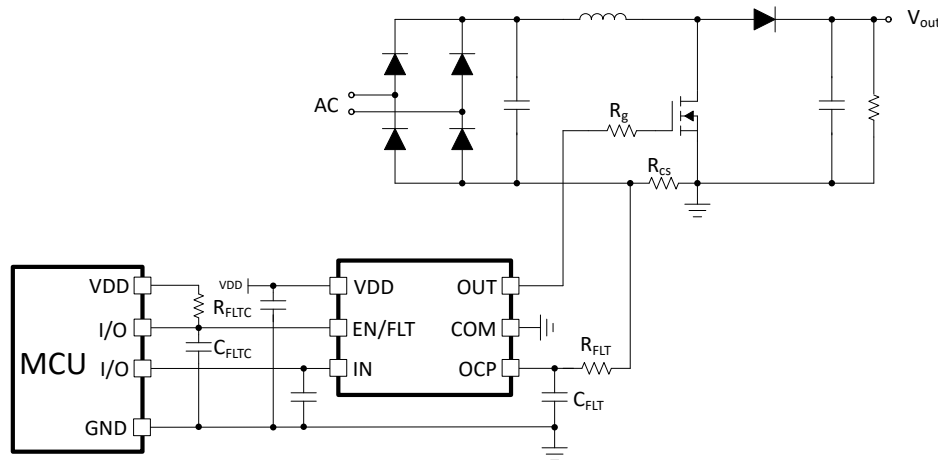 Vout
AC
Rg
Rcs
VDD
VDD
VDD
OUT
RFLTC
I/O
EN/FLT
COM
CFLTC
RFLT
MCU
I/O
IN
OCP
CFLT
GND